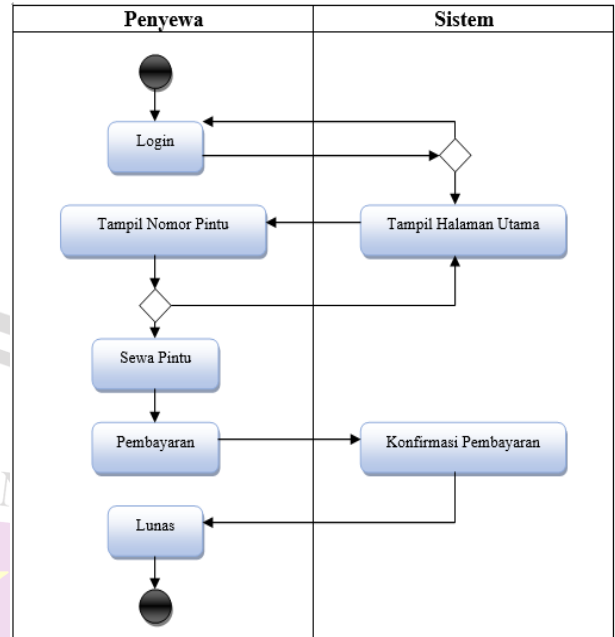 Penyewa
Sistem
Login
Tampil Nomor Pintu
Tampil Halaman Utama
Sewa Pintu
Pembayaran
Konfirmasi Pembayaran
Lunas